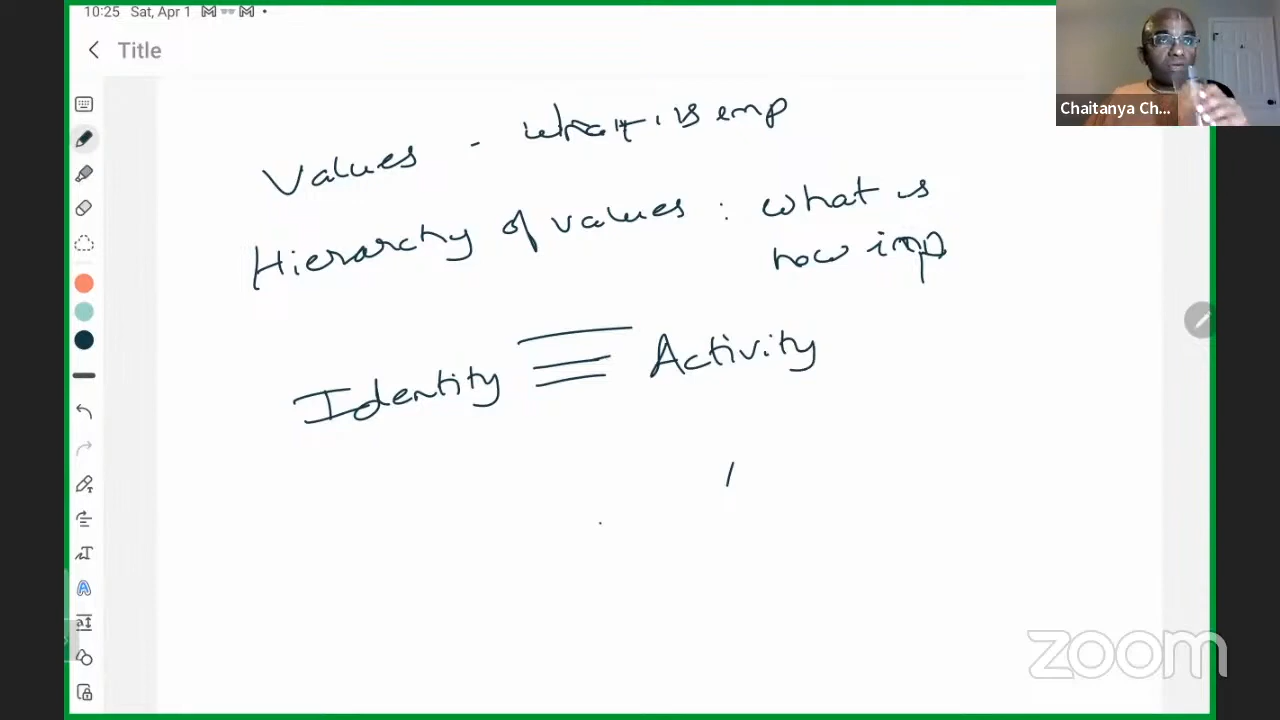 10:25 Sat, Apr 1
Title
Chaitanya Ch...
Values - what is imp
Hierarchy of values : what is
how imp
Identity ≡ Activity
zoom